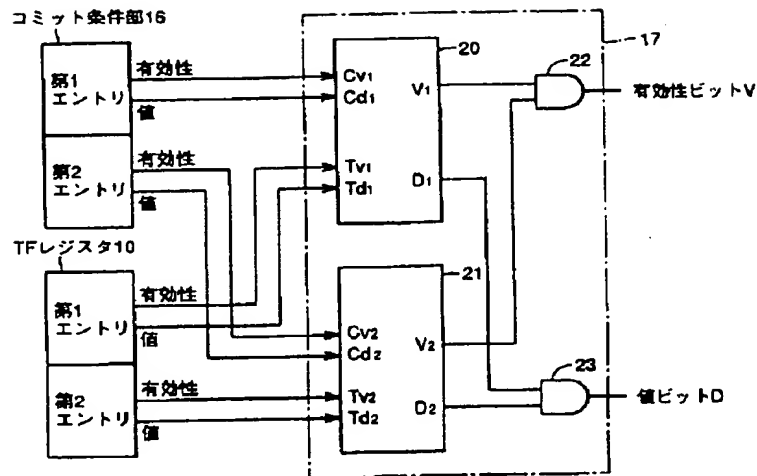 コミット条件部16
第1
エントリ
有効性
値
第2
エントリ
有効性
値
TFレジスタ10
第1
エントリ
有効性
値
第2
エントリ
有効性
値
20
Cv1
Cd1
Tv1
Td1
V1
D1
21
Cv2
Cd2
Tv2
Td2
V2
D2
17
22
有効性ビットV
23
値ビットD